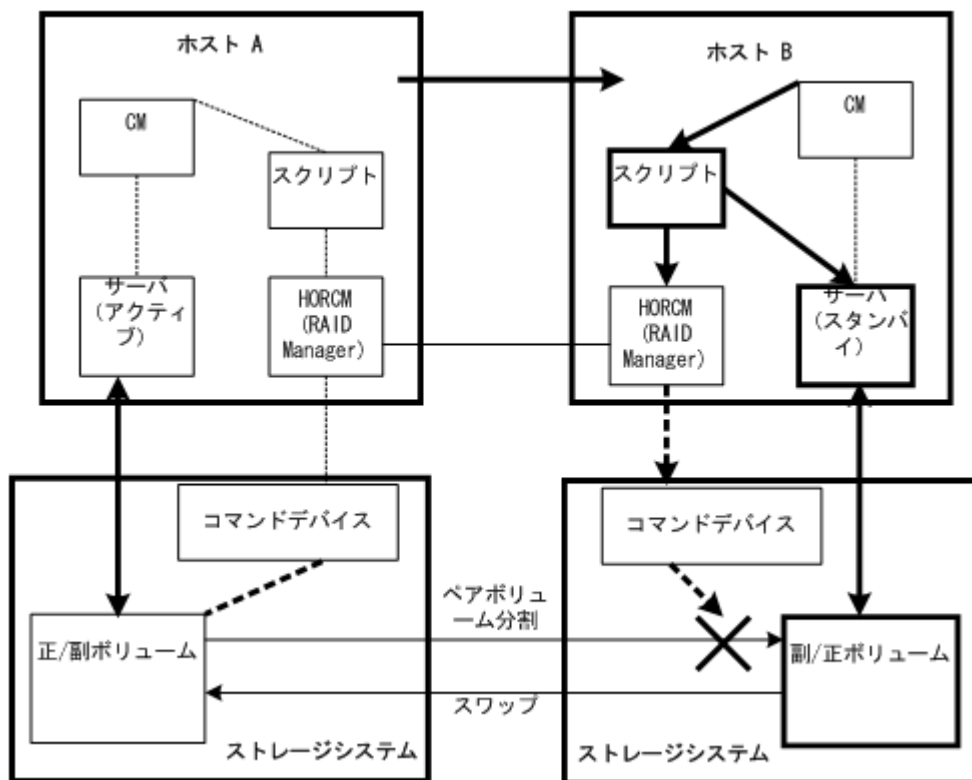 ホスト A
CM
スクリプト
サーバ
(アクティ
ブ)
HORCM
(RAID
Manager)
ホスト B
CM
スクリプト
HORCM
(RAID
Manager)
サーバ
(スタンバ
イ)
コマンドデバイス
正/副ボリューム
ストレージシステム
ペアボリュ
ーム分割
スワップ
コマンドデバイス
副/正ボリューム
ストレージシステム